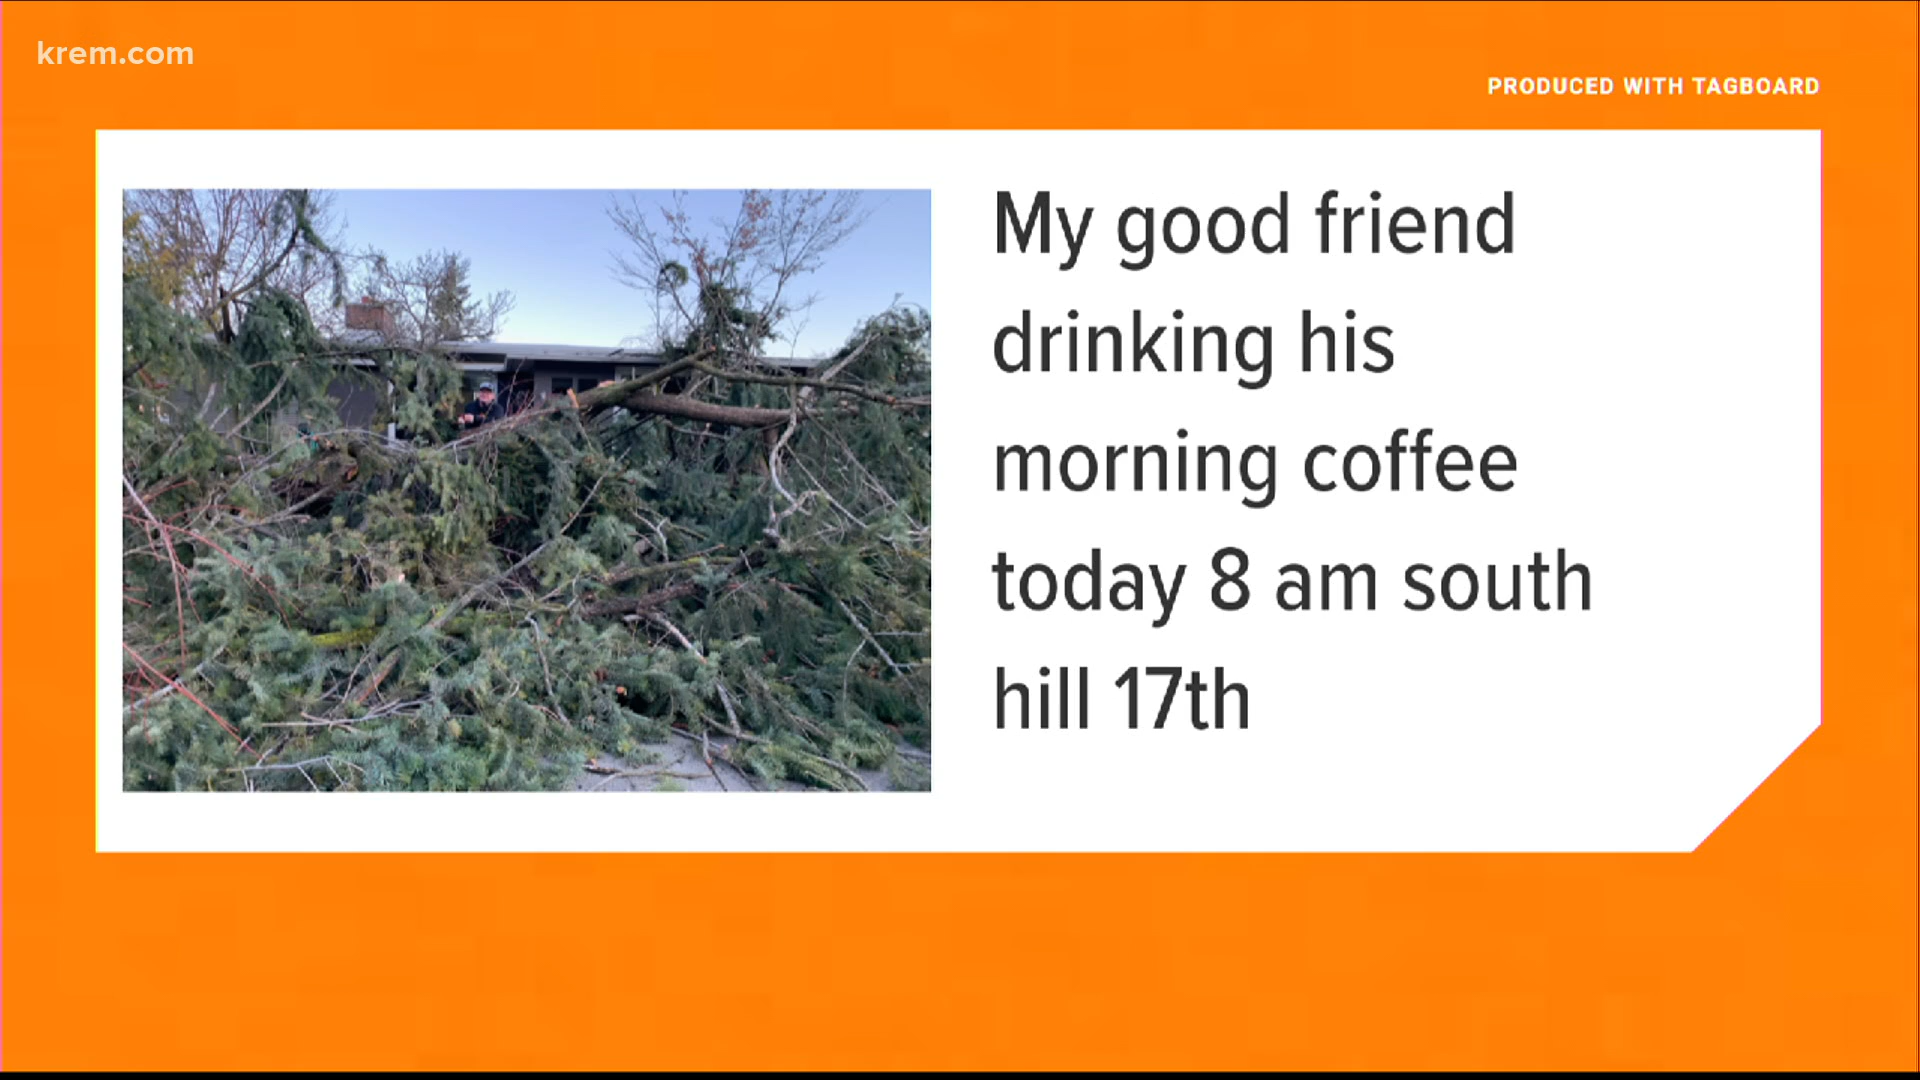 krem.com
PRODUCED WITH TAGBOARD
My good friend
drinking his
morning coffee
today 8 am south
hill 17th